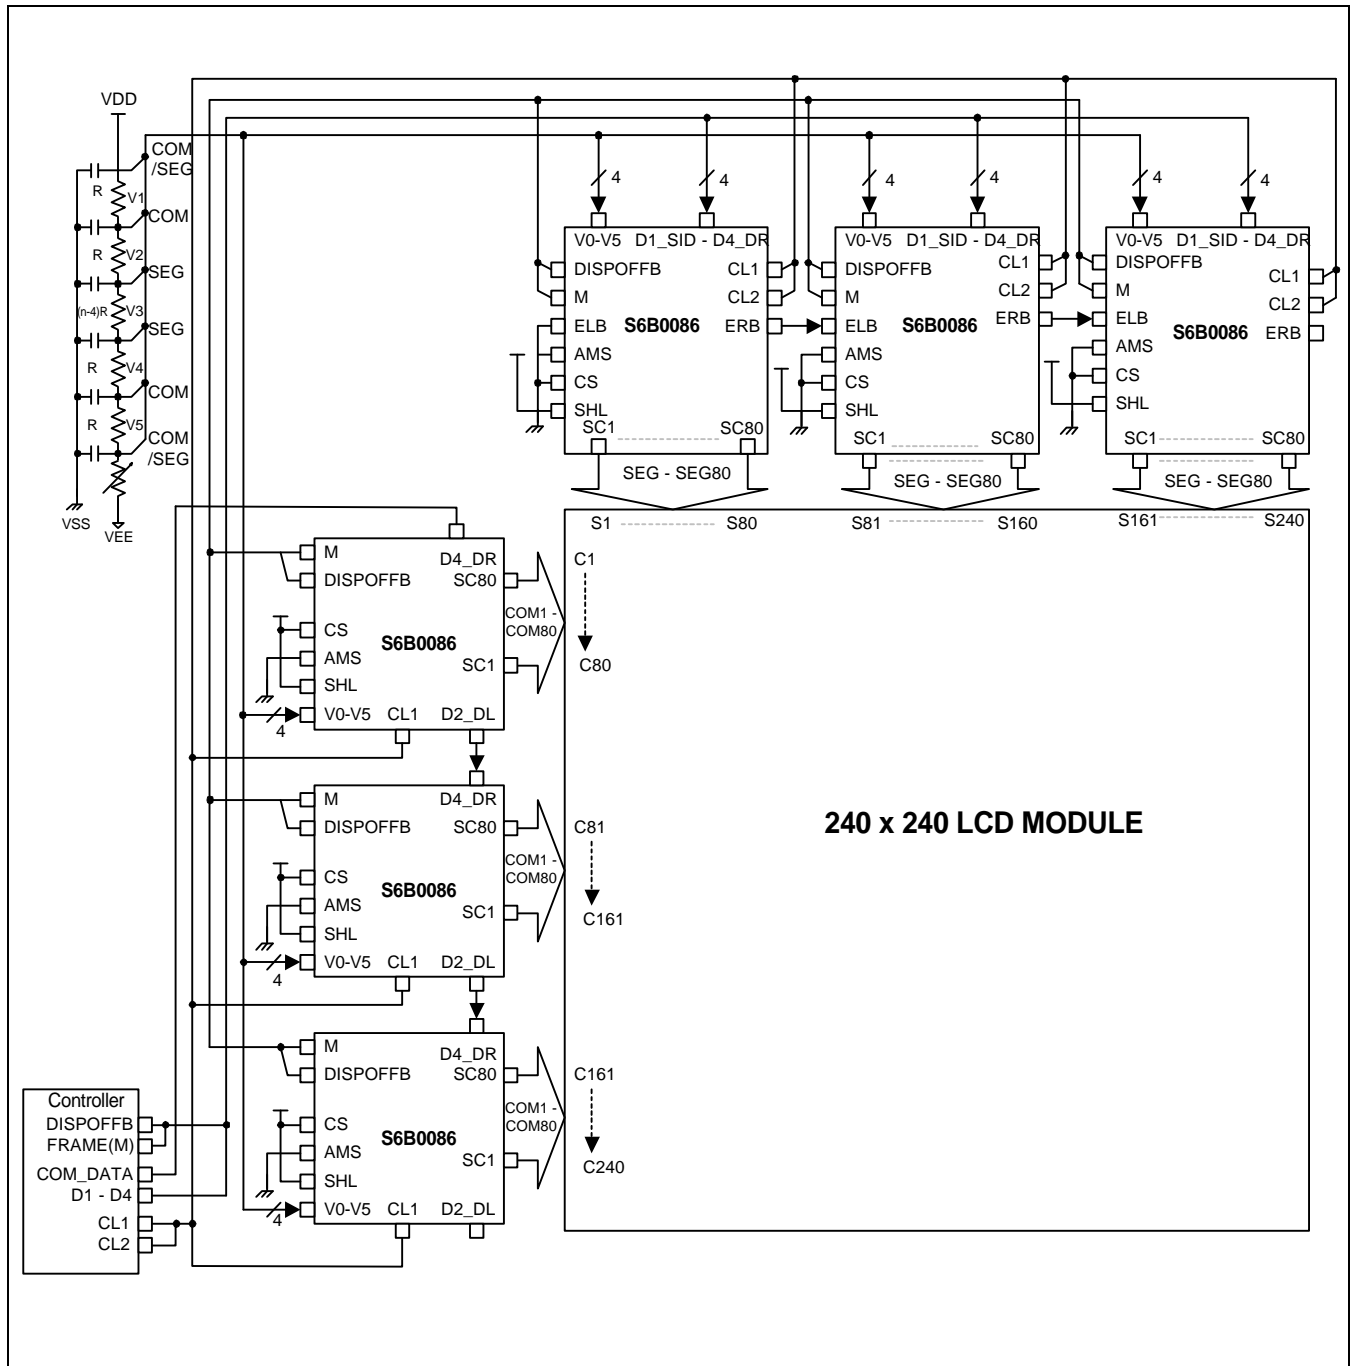 VDD
COM
/SEG
R
V1
COM
R
V2
SEG
(n-4)R
V3
SEG
R
V4
COM
R
V5
COM
/SEG
VSS
VEE
4
4
V0-V5
D1_SID - D4_DR
DISPOFFB
CL1
M
CL2
ELB
S6B0086
ERB
AMS
CS
SHL
SC1
SC80
SEG - SEG80
4
4
V0-V5
D1_SID - D4_DR
DISPOFFB
CL1
M
CL2
ELB
S6B0086
ERB
AMS
CS
SHL
SC1
SC80
SEG - SEG80
4
4
V0-V5
D1_SID - D4_DR
DISPOFFB
CL1
M
CL2
ELB
S6B0086
ERB
AMS
CS
SHL
SC1
SC80
SEG - SEG80
S1
S80
S81
S160
S161
S240
M
D4_DR
DISPOFFB
SC80
CS
S6B0086
AMS
SC1
SHL
V0-V5
CL1
D2_DL
4
COM1 -
COM80
C1
C80
M
D4_DR
DISPOFFB
SC80
CS
S6B0086
AMS
SC1
SHL
V0-V5
CL1
D2_DL
4
COM1 -
COM80
C81
C161
240 x 240 LCD MODULE
M
D4_DR
DISPOFFB
SC80
CS
S6B0086
AMS
SC1
SHL
V0-V5
CL1
D2_DL
4
COM1 -
COM80
C161
C240
Controller
DISPOFFB
FRAME(M)
COM_DATA
D1 - D4
CL1
CL2